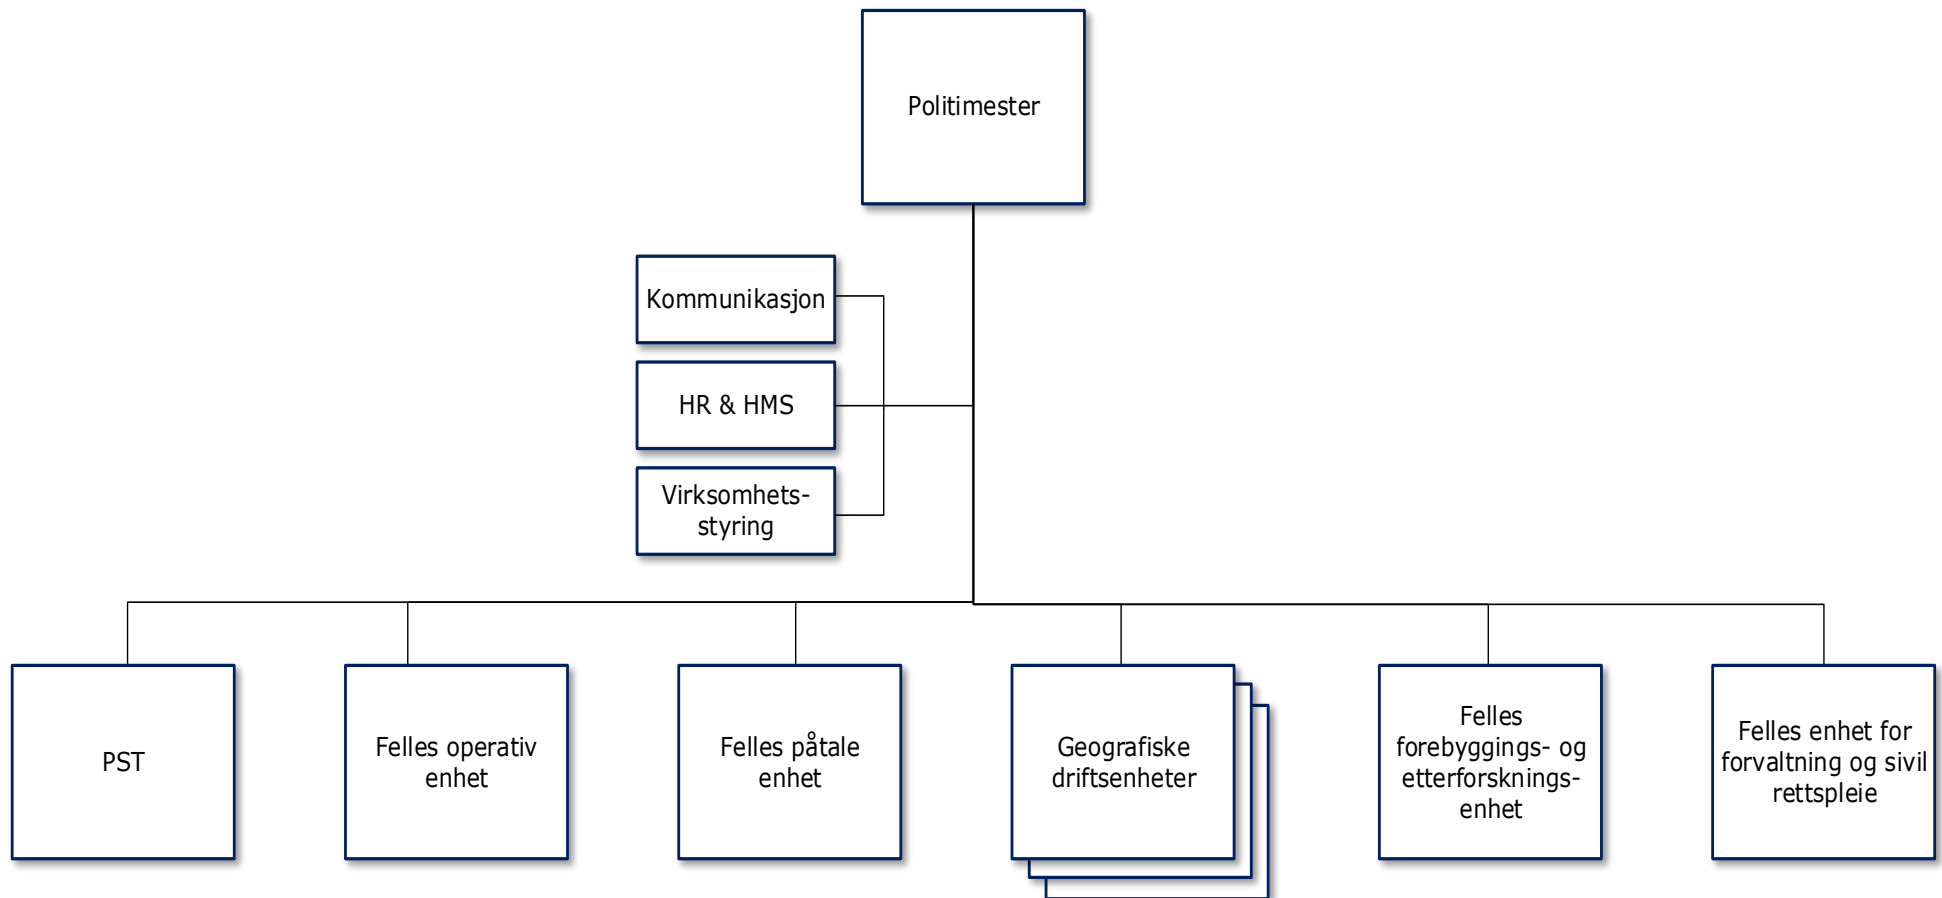 Politimester
Kommunikasjon
HR & HMS
Virksomhets-
styring
PST
Felles operativ
enhet
Felles påtale
enhet
Geografiske
driftsenheter
Felles
forebyggings- og
etterforsknings-
enhet
Felles enhet for
forvaltning og sivil
rettspleie